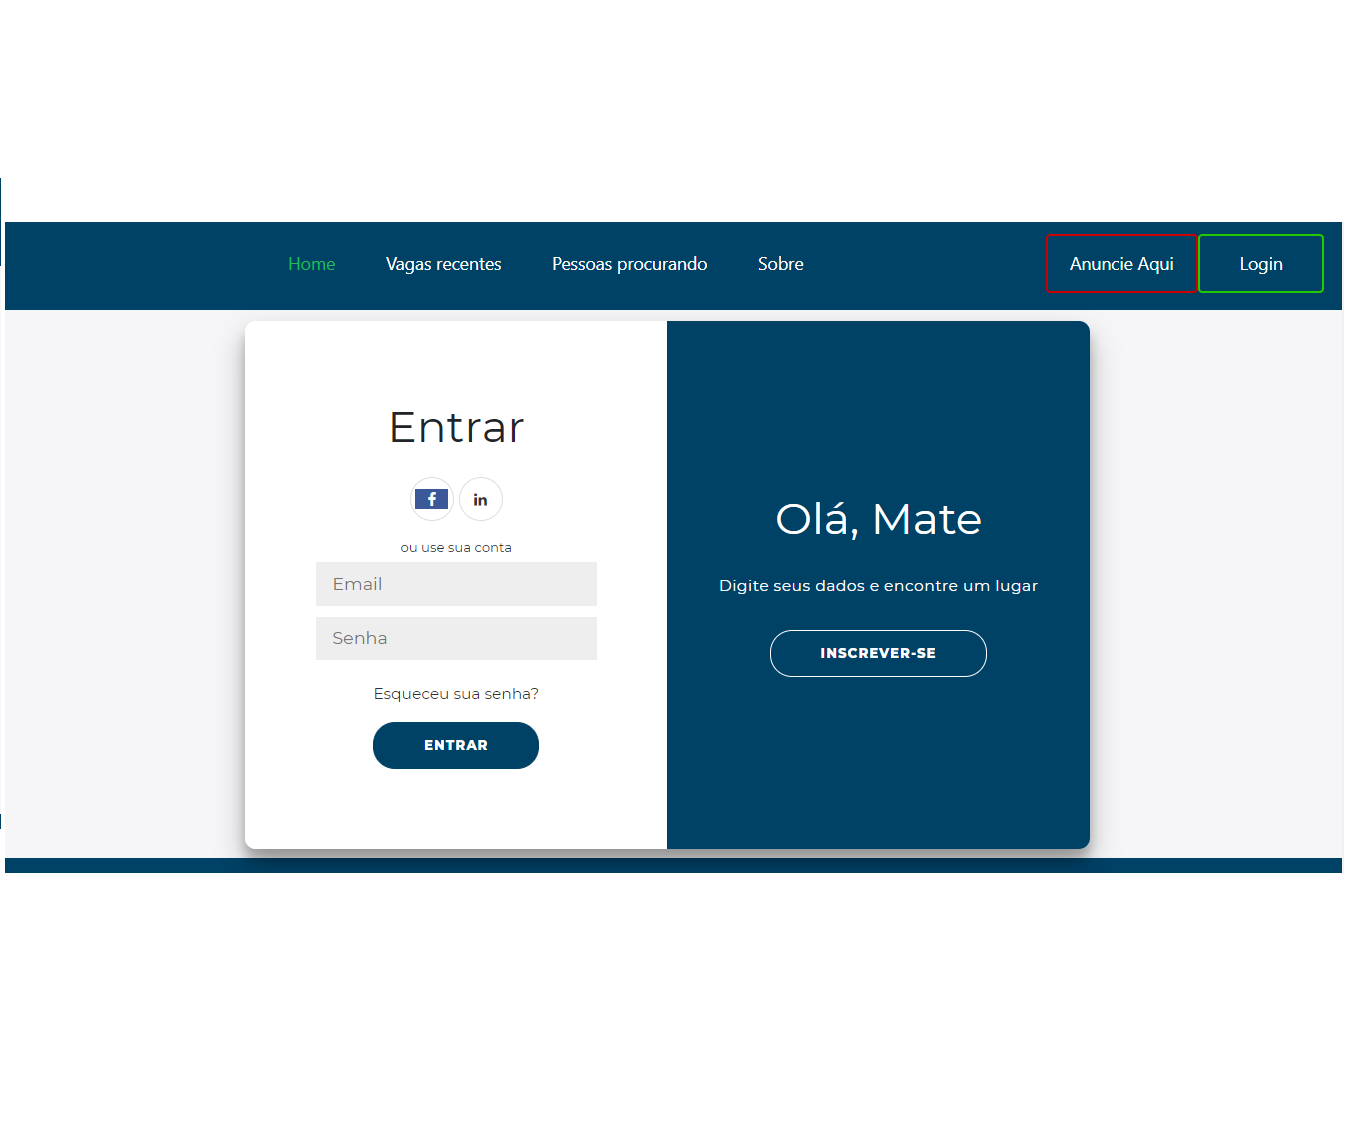 Home Vagas recentes Pessoas procurando Sobre Anuncie Aqui Login
Entrar
f in
ou use sua conta
Email
Senha
Esqueceu sua senha?
ENTRAR
Olá, Mate
Digite seus dados e encontre um lugar
INSCREVER-SE